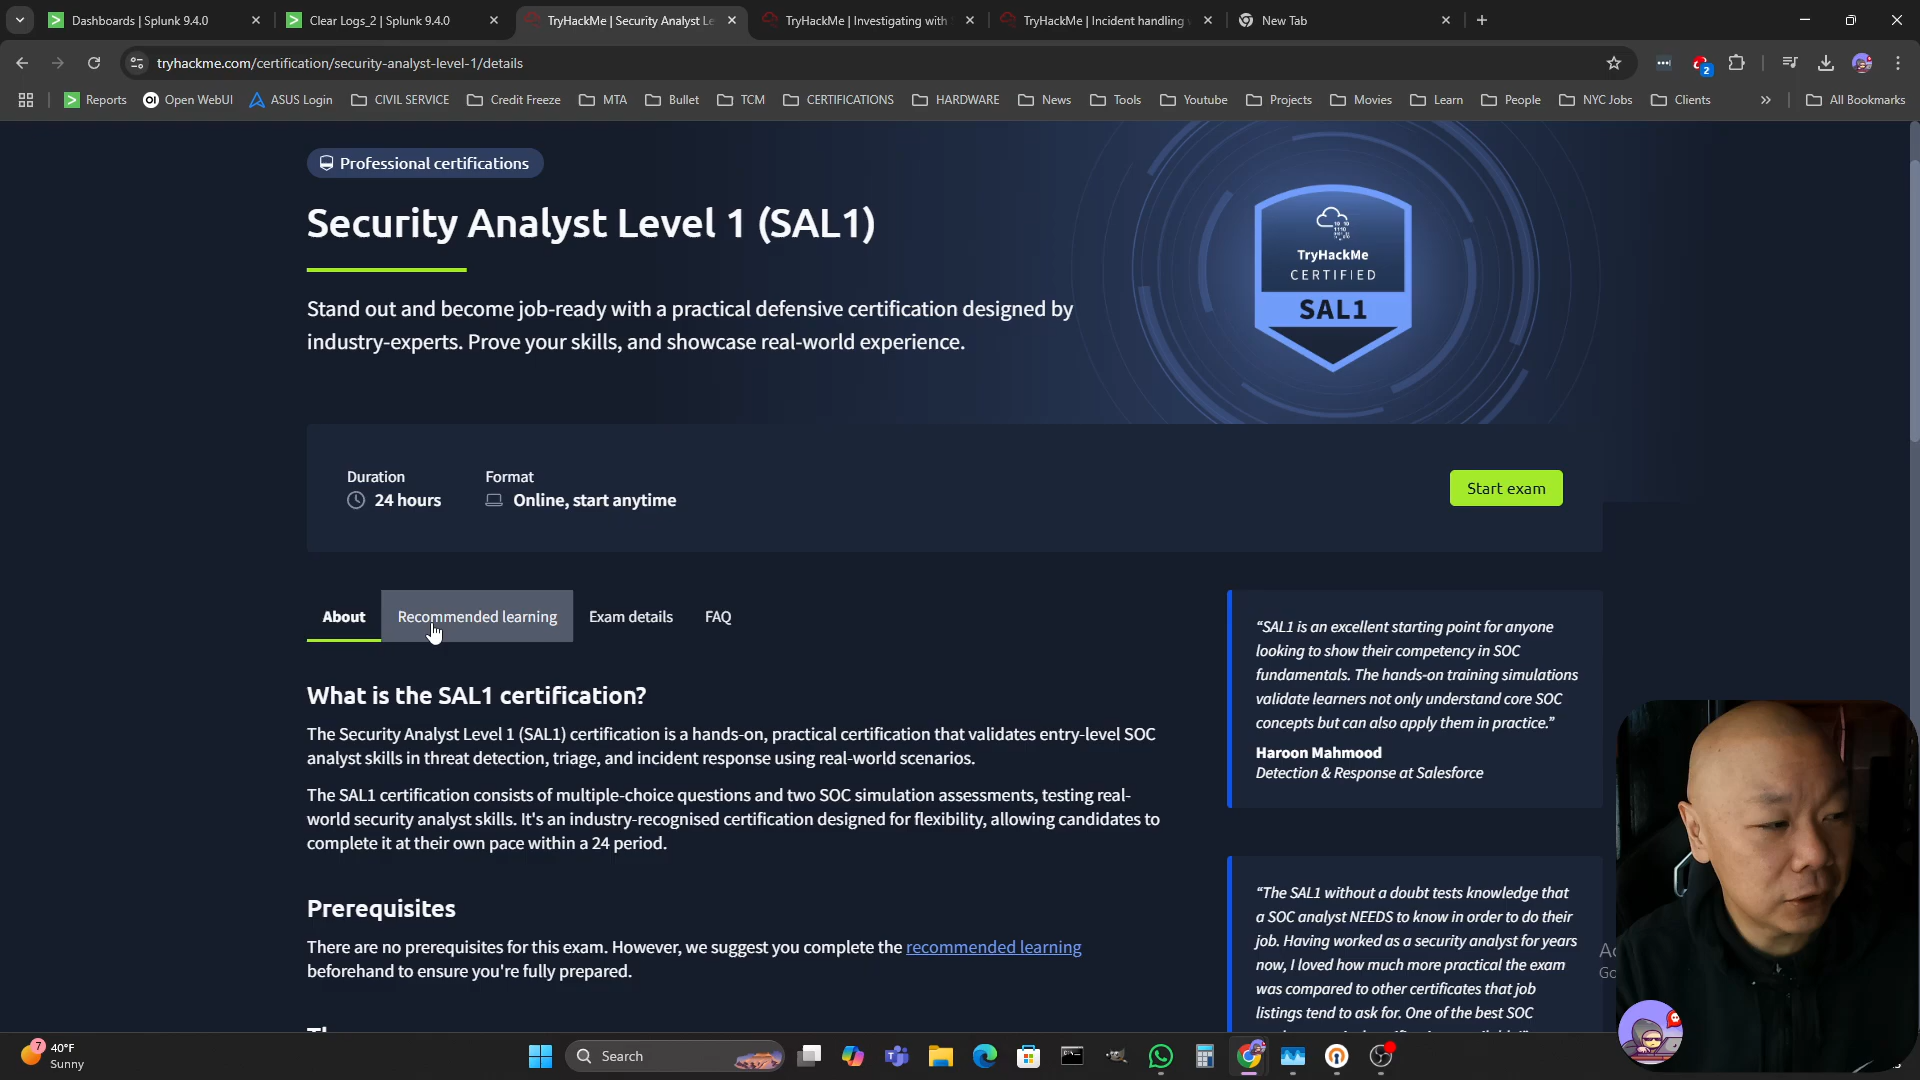 Dashboards | Splunk 9.4.0
Clear Logs_2 | Splunk 9.4.0
TryHackMe | Security Analyst Le
TryHackMe | Investigating with
TryHackMe | Incident handling
New Tab
tryhackme.com/certification/security-analyst-level-1/details
2
Reports
Open WebUI
ASUS Login
CIVIL SERVICE
Credit Freeze
MTA
Bullet
TCM
CERTIFICATIONS
HARDWARE
News
Tools
Youtube
Projects
Movies
Learn
People
NYC Jobs
Clients
»
All Bookmarks
Professional certifications
Security Analyst Level 1 (SAL1)
Stand out and become job-ready with a practical defensive certification designed by
industry-experts. Prove your skills, and showcase real-world experience.
TryHackMe
CERTIFIED
SAL1
Duration
24 hours
Format
Online, start anytime
Start exam
About
Recommended learning
Exam details
FAQ
What is the SAL1 certification?
The Security Analyst Level 1 (SAL1) certification is a hands-on, practical certification that validates entry-level SOC
analyst skills in threat detection, triage, and incident response using real-world scenarios.
The SAL1 certification consists of multiple-choice questions and two SOC simulation assessments, testing real-
world security analyst skills. It's an industry-recognised certification designed for flexibility, allowing candidates to
complete it at their own pace within a 24 period.
Prerequisites
There are no prerequisites for this exam. However, we suggest you complete the recommended learning
beforehand to ensure you're fully prepared.
“SAL1 is an excellent starting point for anyone
looking to show their competency in SOC
fundamentals. The hands-on training simulations
validate learners not only understand core SOC
concepts but can also apply them in practice.”
Haroon Mahmood
Detection & Response at Salesforce
“The SAL1 without a doubt tests knowledge that
a SOC analyst NEEDS to know in order to do their
job. Having worked as a security analyst for years
now, I loved how much more practical the exam
was compared to other certificates that job
listings tend to ask for. One of the best SOC
7
40°F
Sunny
Search